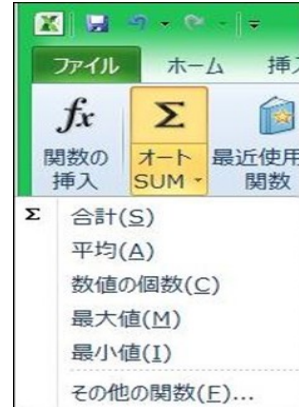 ファイル ホーム 挿
fx Σ
関数の 挿入
オート SUM
最近使用 関数
Σ 合計(S)
平均(A)
数値の個数(C)
最大値(M)
最小値(I)
その他の関数(F)...